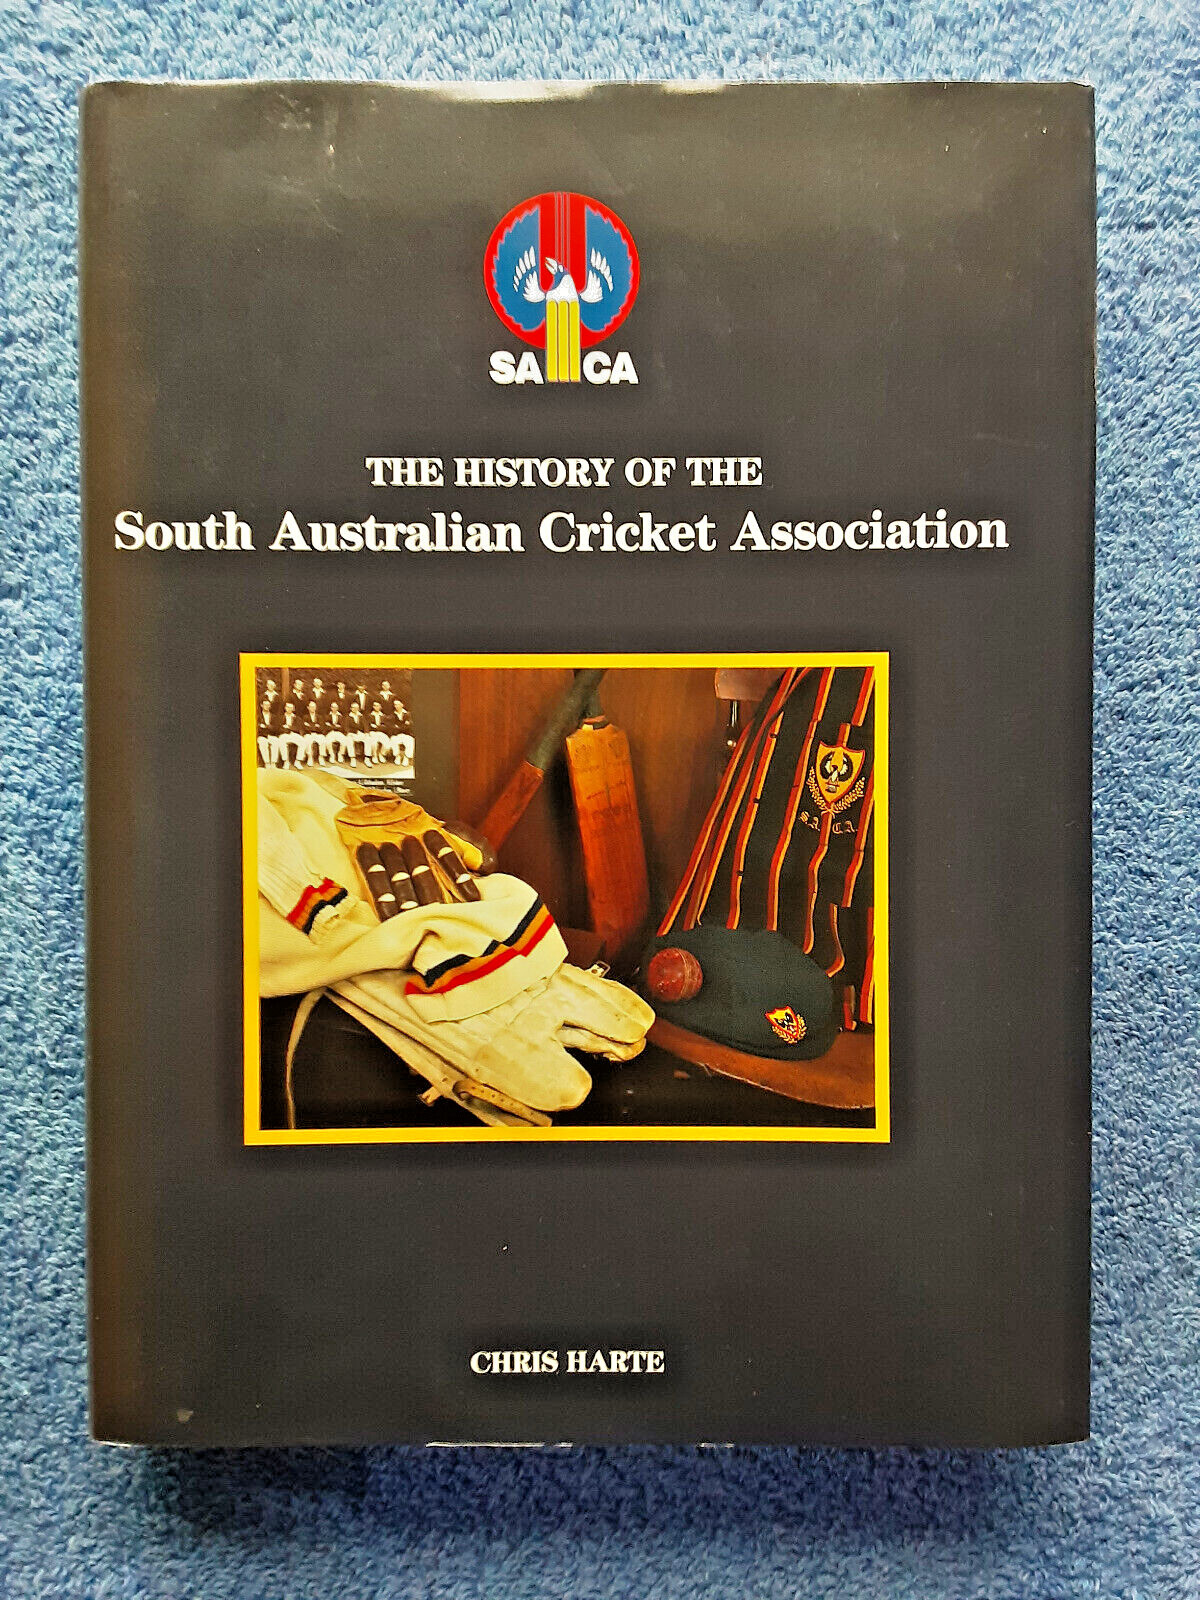 SA CA
THE HISTORY OF THE
South Australian Cricket Association
S.A. C.A.
CHRIS HARTE